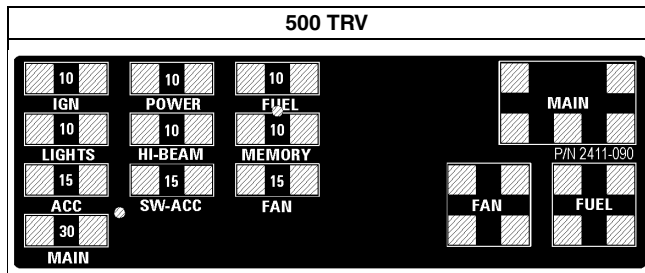 500 TRV
10 10 10
IGN POWER FUEL
MAIN
10 10 10
LIGHTS HI-BEAM MEMORY
P/N 2411-090
15 15 15
ACC SW-ACC FAN
FAN FUEL
30
MAIN